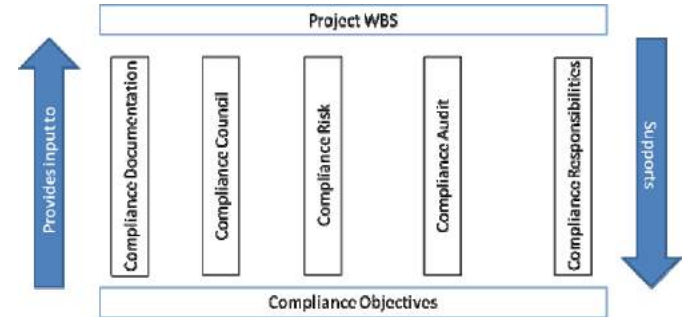 Project WBS
Provides input to
Compliance Documentation
Compliance Council
Compliance Risk
Compliance Audit
Compliance Responsibilities
Supports
Compliance Objectives